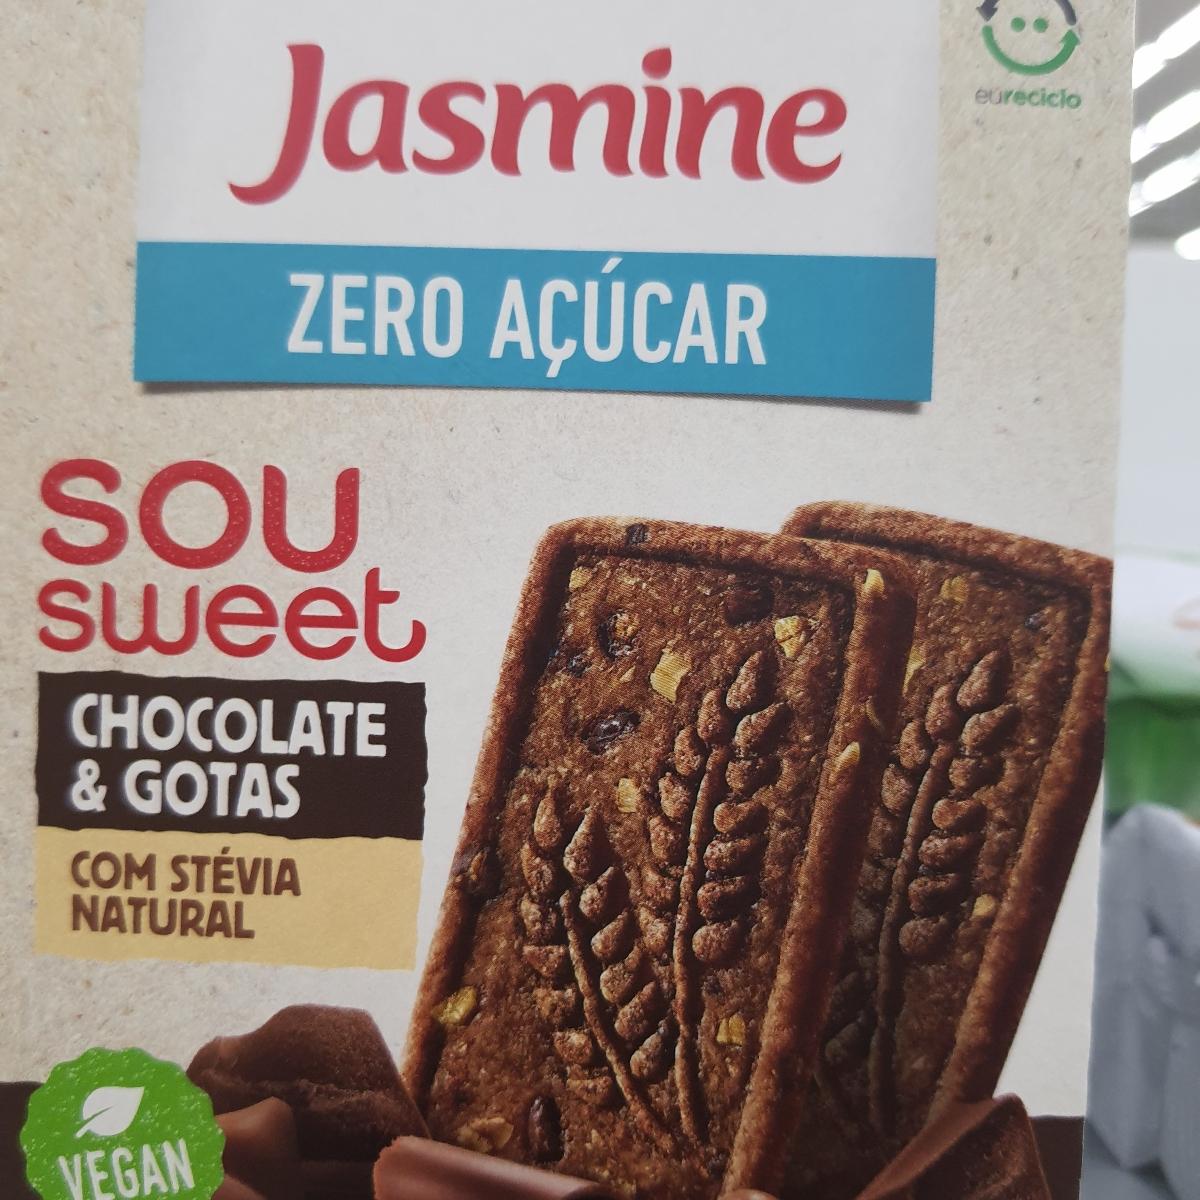 Jasmine
eureciclo
ZERO AÇÚCAR
sou
sweet
CHOCOLATE
& GOTAS
COM STÉVIA
NATURAL
VEGAN